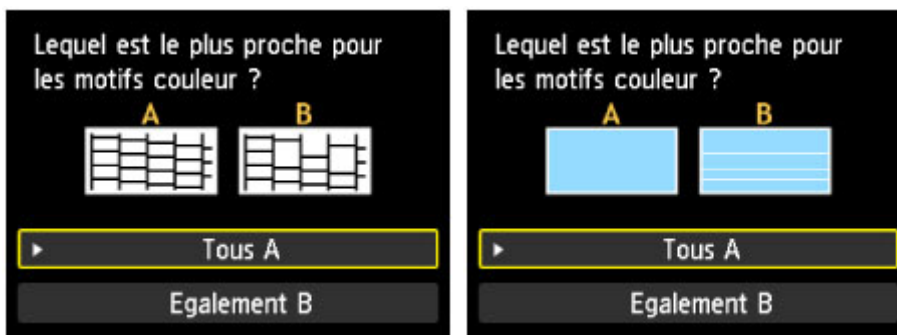 Lequel est le plus proche pour
les motifs couleur ?
A B
Tous A
Egalement B
Lequel est le plus proche pour
les motifs couleur ?
A B
Tous A
Egalement B